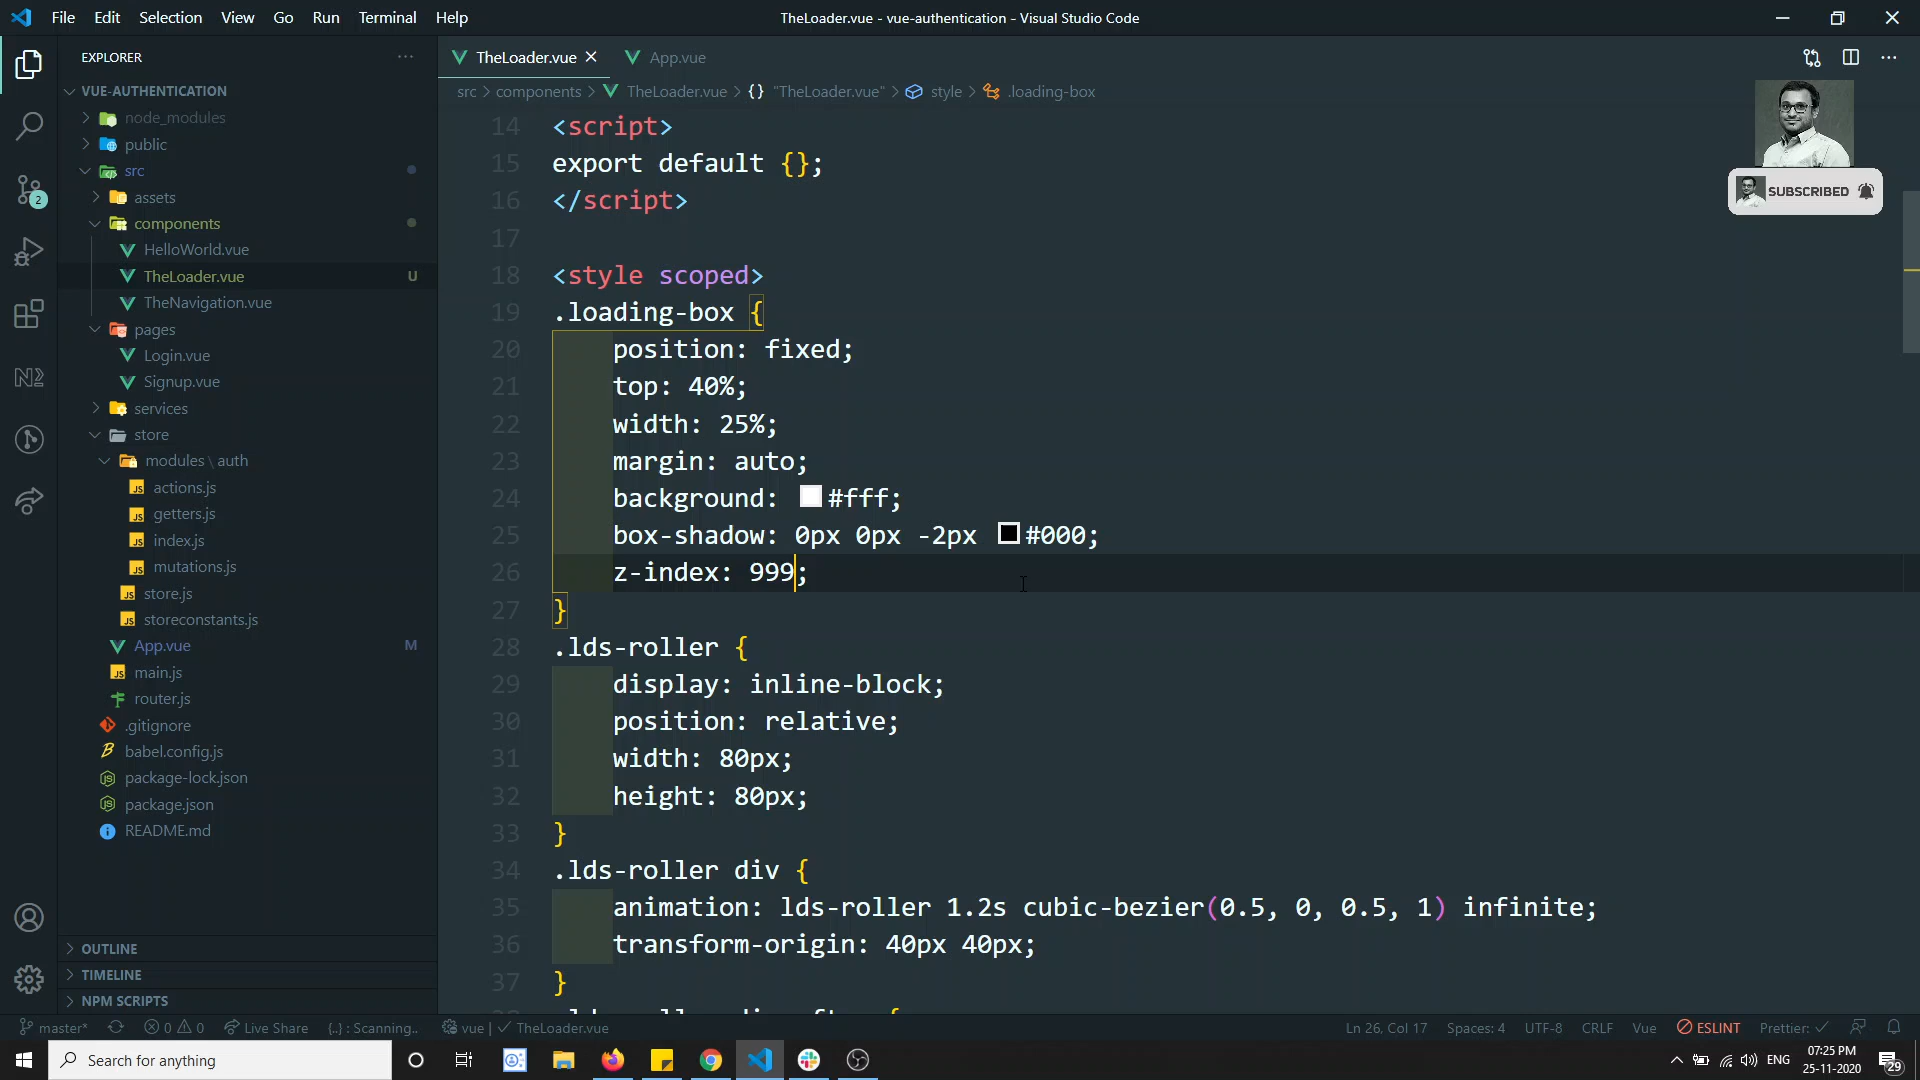 File Edit Selection View Go Run Terminal Help
TheLoader.vue - vue-authentication - Visual Studio Code
EXPLORER
VUE-AUTHENTICATION
node_modules
public
src
assets
components
HelloWorld.vue
TheLoader.vue U
TheNavigation.vue
pages
Login.vue
Signup.vue
services
store
modules \ auth
actions.js
getters.js
index.js
mutations.js
store.js
storeconstants.js
App.vue M
main.js
router.js
.gitignore
babel.config.js
package-lock.json
package.json
README.md
OUTLINE
TIMELINE
NPM SCRIPTS
2
TheLoader.vue
App.vue
src > components > TheLoader.vue > {} "TheLoader.vue" > style > .loading-box
SUBSCRIBED
14 <script>
15 export default {};
16 </script>
17
18 <style scoped>
19 .loading-box {
20 position: fixed;
21 top: 40%;
22 width: 25%;
23 margin: auto;
24 background: #fff;
25 box-shadow: 0px 0px -2px #000;
26 z-index: 999;
27 }
28 .lds-roller {
29 display: inline-block;
30 position: relative;
31 width: 80px;
32 height: 80px;
33 }
34 .lds-roller div {
35 animation: lds-roller 1.2s cubic-bezier(0.5, 0, 0.5, 1) infinite;
36 transform-origin: 40px 40px;
37 }
master* 0 0 Live Share {..} : Scanning.. vue | TheLoader.vue Ln 26, Col 17 Spaces: 4 UTF-8 CRLF Vue ESLINT Prettier:
Search for anything
ENG
07:25 PM
25-11-2020
29